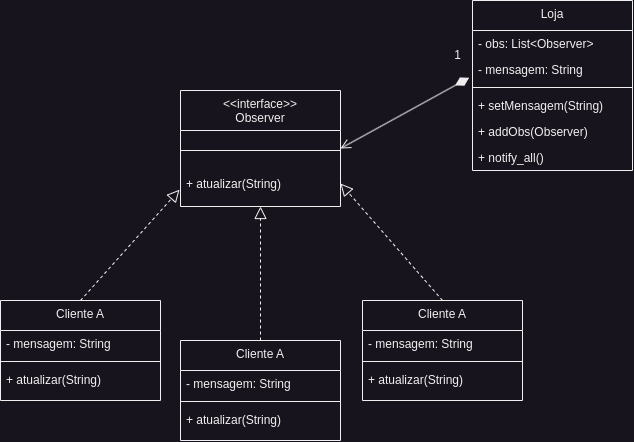 Loja
- obs: List<Observer>
- mensagem: String
+ setMensagem(String)
+ addObs(Observer)
+ notify_all()
1
<<interface>>
Observer
+ atualizar(String)
Cliente A
- mensagem: String
+ atualizar(String)
Cliente A
- mensagem: String
+ atualizar(String)
Cliente A
- mensagem: String
+ atualizar(String)